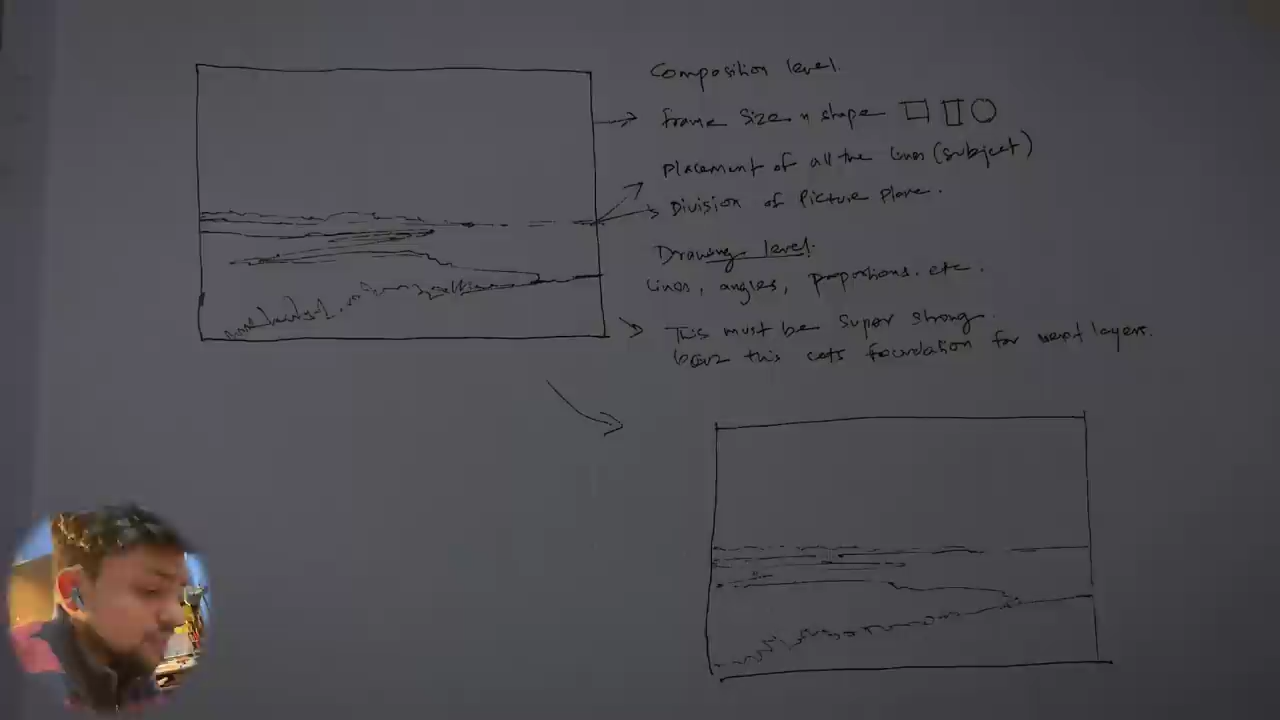 Composition level.
frame size n shape
Placement of all the lines (subject)
Division of Picture plane.
Drawing level.
lines, angles, proportions. etc.
This must be super strong.
this sets foundation for next layers.